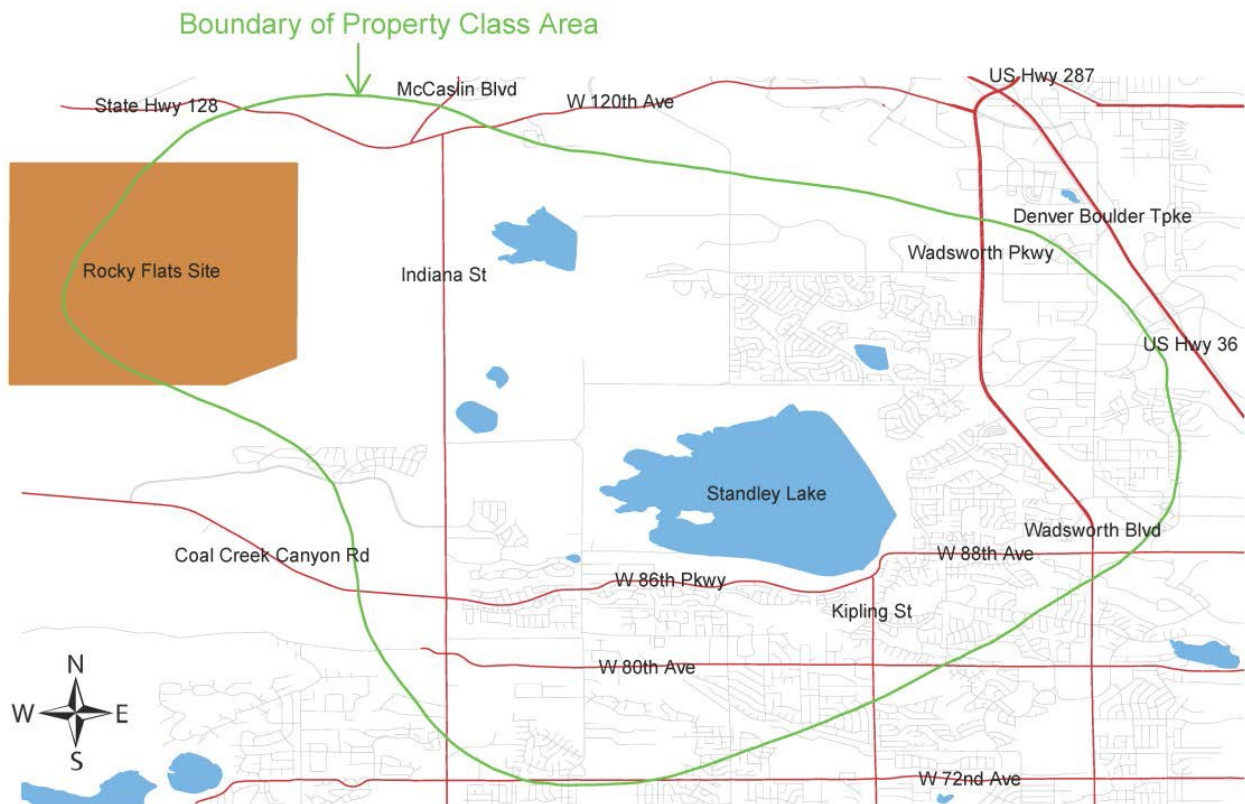 Boundary of Property Class Area
US Hwy 287
McCaslin Blvd
State Hwy 128
W 120th Ave
Denver Boulder Tpke
Wadsworth Pkwy
Rocky Flats Site
Indiana St
US Hwy 36
Standley Lake
Wadsworth Blvd
Coal Creek Canyon Rd
W 88th Ave
W 86th Pkwy
Kipling St
W 80th Ave
N
W E
S
W 72nd Ave